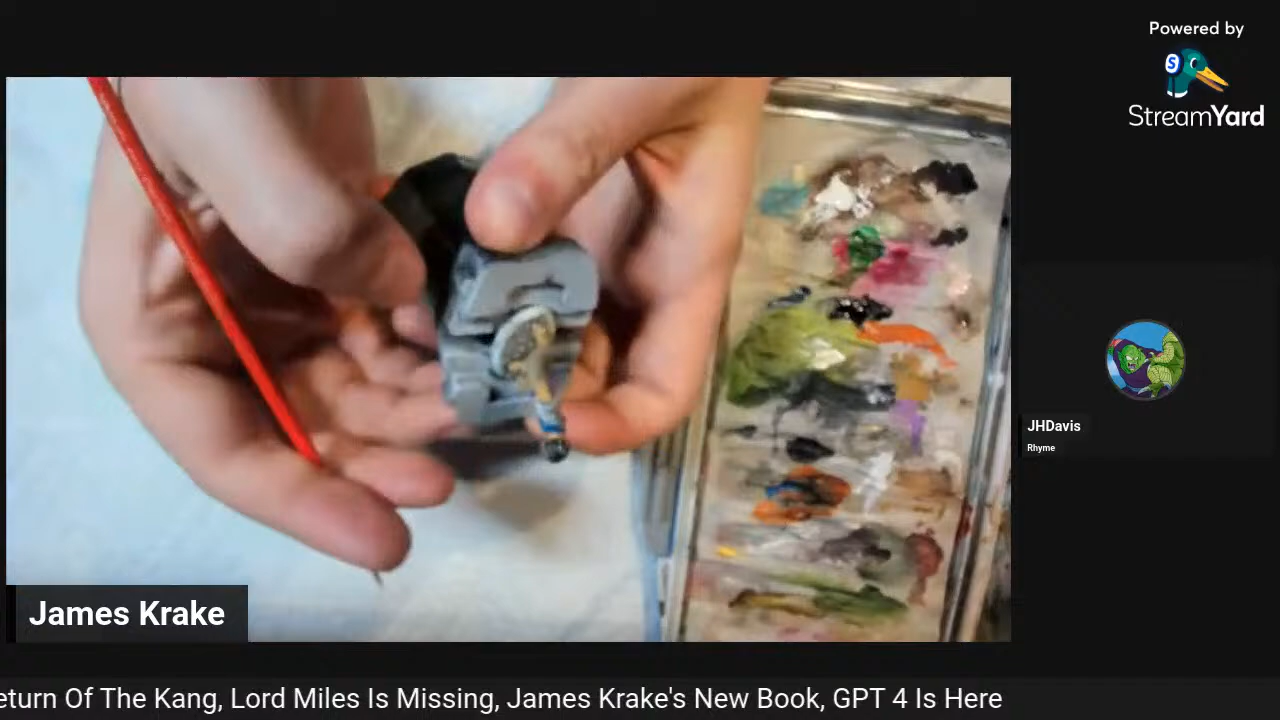 Powered by
StreamYard
JHDavis
Rhyme
James Krake
eturn Of The Kang, Lord Miles Is Missing, James Krake's New Book, GPT 4 Is Here